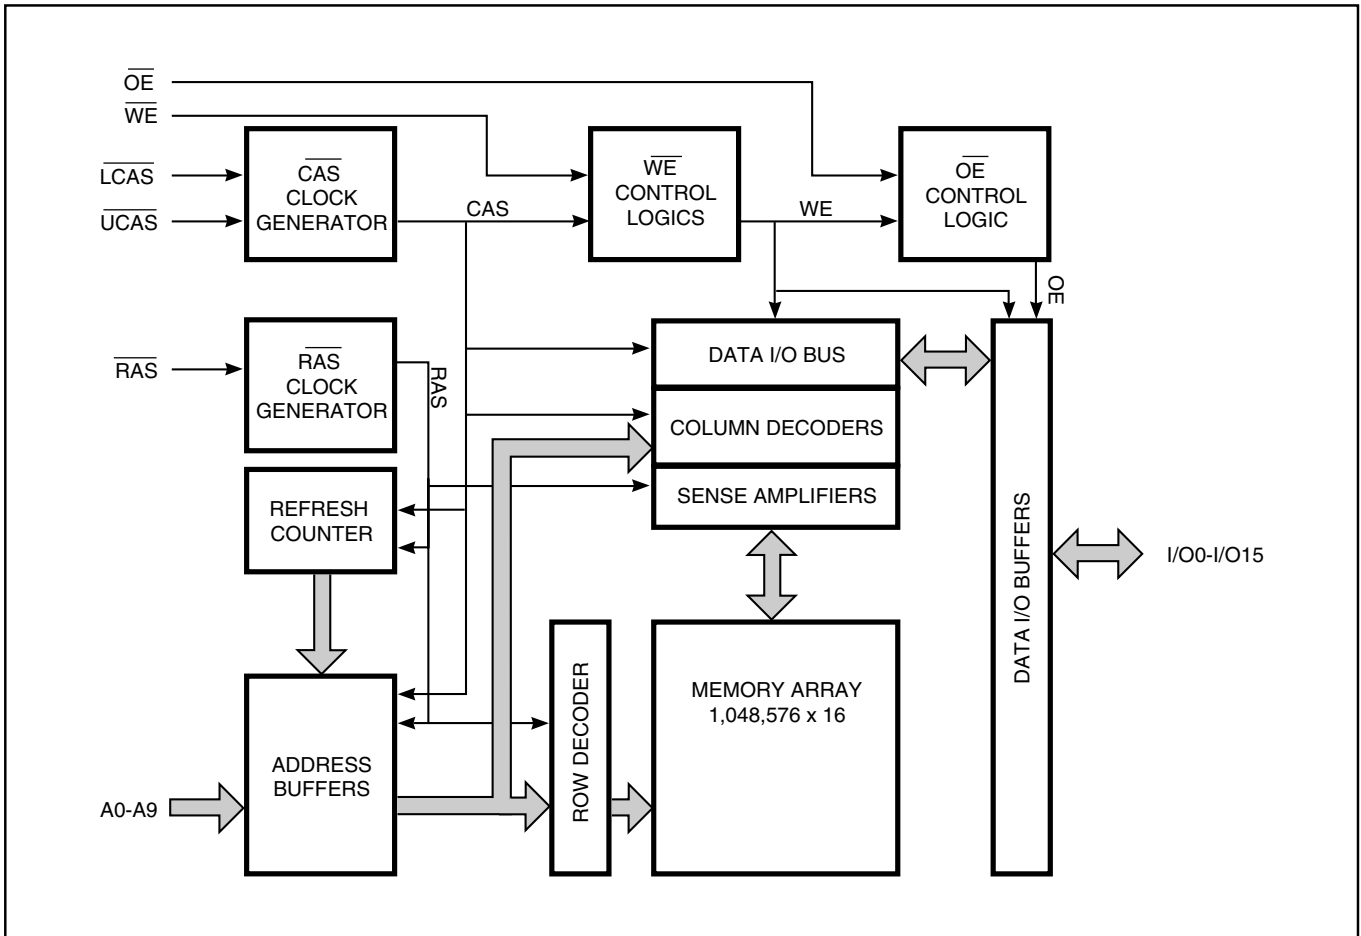 OE
WE
LCAS
UCAS
CAS
CLOCK
GENERATOR
CAS
WE
CONTROL
LOGICS
WE
OE
CONTROL
LOGIC
OE
RAS
RAS
CLOCK
GENERATOR
RAS
DATA I/O BUS
COLUMN DECODERS
SENSE AMPLIFIERS
REFRESH
COUNTER
DATA I/O BUFFERS
I/O0-I/O15
ROW DECODER
MEMORY ARRAY
1,048,576 x 16
ADDRESS
BUFFERS
A0-A9